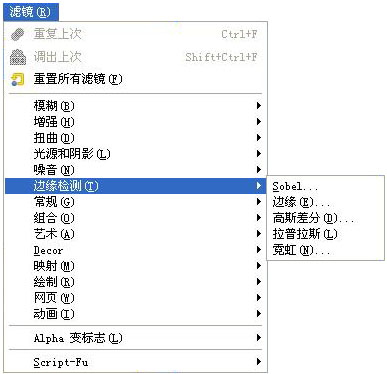 滤镜(R)
重复上次 Ctrl+F
调出上次 Shift+Ctrl+F
重置所有滤镜(F)
模糊(B)
增强(H)
扭曲(D)
光源和阴影(L)
噪音(N)
边缘检测(T)
常规(G)
组合(O)
艺术(A)
Decor
映射(M)
绘制(R)
网页(W)
动画(I)
Alpha 变标志(L)
Script-Fu
Sobel...
边缘(E)...
高斯差分(D)...
拉普拉斯(L)
霓虹(N)...